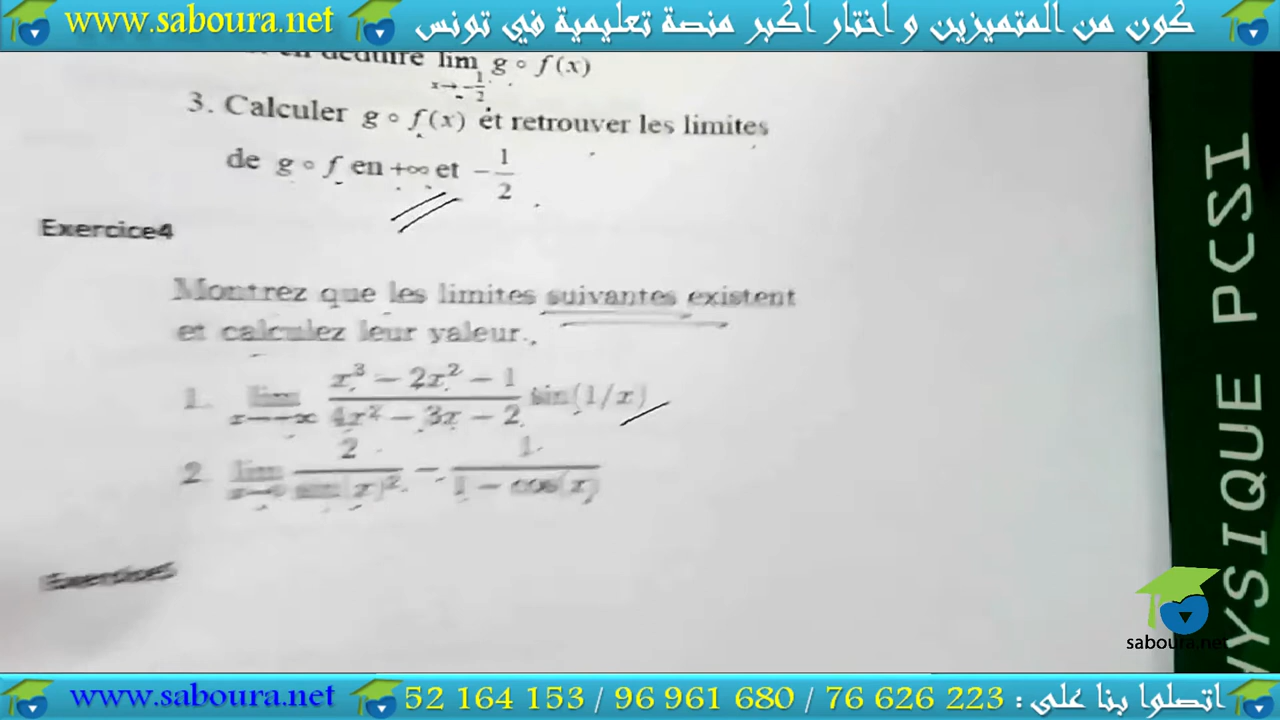 www.saboura.net كون من المتميزين و اختار اكبر منصة تعليمية في تونس
en déduire lim g ∘ f(x)
x→-1/2
3. Calculer g ∘ f(x) et retrouver les limites
de g ∘ f en +∞ et -1/2
Exercice4
Montrez que les limites suivantes existent
et calculez leur valeur.
1. lim x→-∞ (x³ - 2x² - 1)/(4x² - 3x - 2) sin(1/x)
2. lim x→0 2/sin(x)² - 1/(1 - cos(x))
Exercice5
YSIQUE PCSI
saboura.net
www.saboura.net 52 164 153 / 96 961 680 / 76 626 223 : اتصلوا بنا على